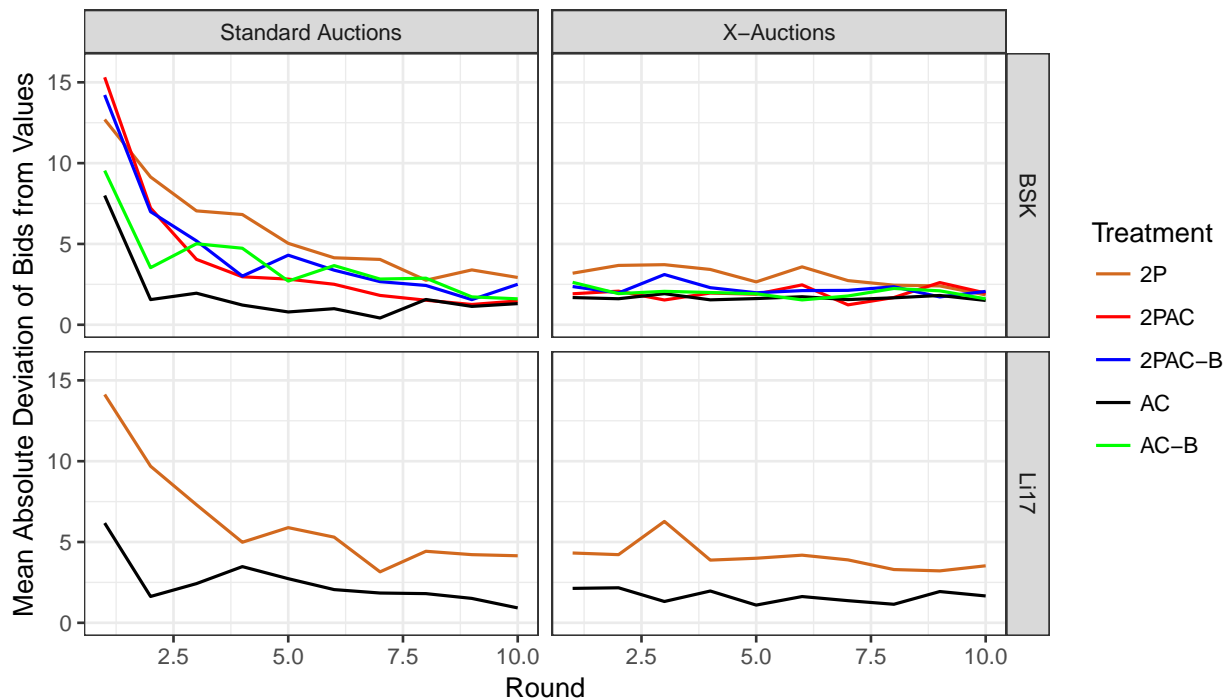 Standard Auctions
X−Auctions
Mean Absolute Deviation of Bids from Values
15
10
5
0
BSK
15
10
5
0
Li17
2.5
5.0
7.5
10.0
2.5
5.0
7.5
10.0
Round
Treatment
2P
2PAC
2PAC−B
AC
AC−B